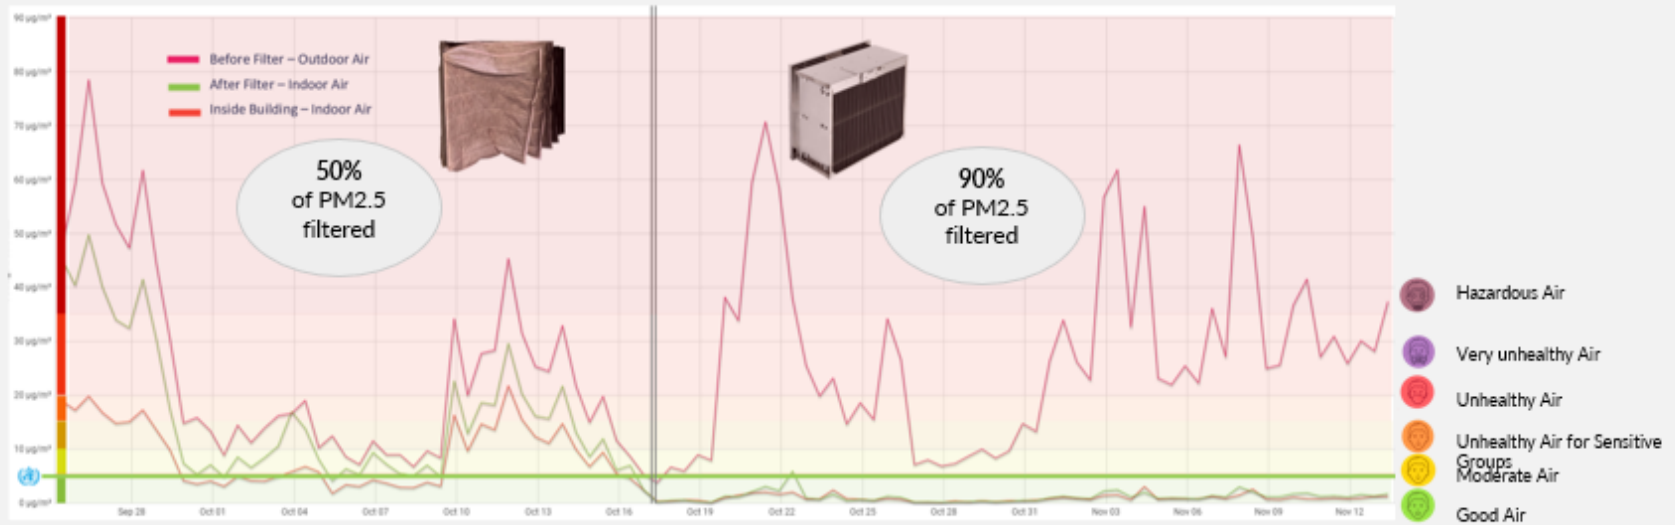 90 µg/m³
80 µg/m³
70 µg/m³
60 µg/m³
50 µg/m³
40 µg/m³
30 µg/m³
20 µg/m³
10 µg/m³
0 µg/m³
Before Filter – Outdoor Air
After Filter – Indoor Air
Inside Building – Indoor Air
50%
of PM2.5
filtered
90%
of PM2.5
filtered
Sep 28
Oct 01
Oct 04
Oct 07
Oct 10
Oct 13
Oct 16
Oct 19
Oct 22
Oct 25
Oct 28
Oct 31
Nov 03
Nov 06
Nov 09
Nov 12
Hazardous Air
Very unhealthy Air
Unhealthy Air
Unhealthy Air for Sensitive
Groups
Moderate Air
Good Air